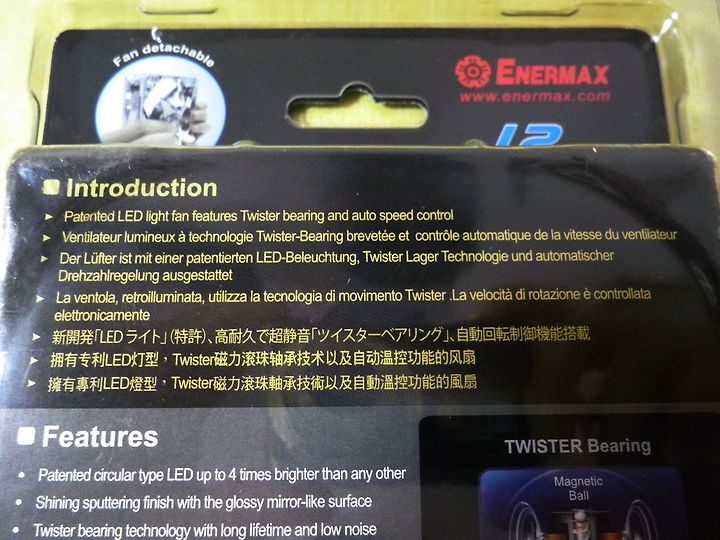 Fan detachable
ENERMAX
www.enermax.com
12
Introduction
Patented LED light fan features Twister bearing and auto speed control
Ventilateur lumineux à technologie Twister-Bearing brevetée et contrôle automatique de la vitesse du ventilateur
Der Lüfter ist mit einer patentierten LED-Beleuchtung, Twister Lager Technologie und automatischer
Drehzahlregelung ausgestattet
La ventola, retroilluminata, utilizza la tecnologia di movimento Twister .La velocità di rotazione è controllata
elettronicamente
新開発「LEDライト」(特許)、高耐久で超静音「ツイスターベアリング」、自動回転制御機能搭載
拥有专利LED灯型，Twister磁力滚珠轴承技术以及自动温控功能的风扇
擁有專利LED燈型，Twister磁力滾珠軸承技術以及自動溫控功能的風扇
Features
Patented circular type LED up to 4 times brighter than any other
Shining sputtering finish with the glossy mirror-like surface
Twister bearing technology with long lifetime and low noise
TWISTER Bearing
Magnetic
Ball